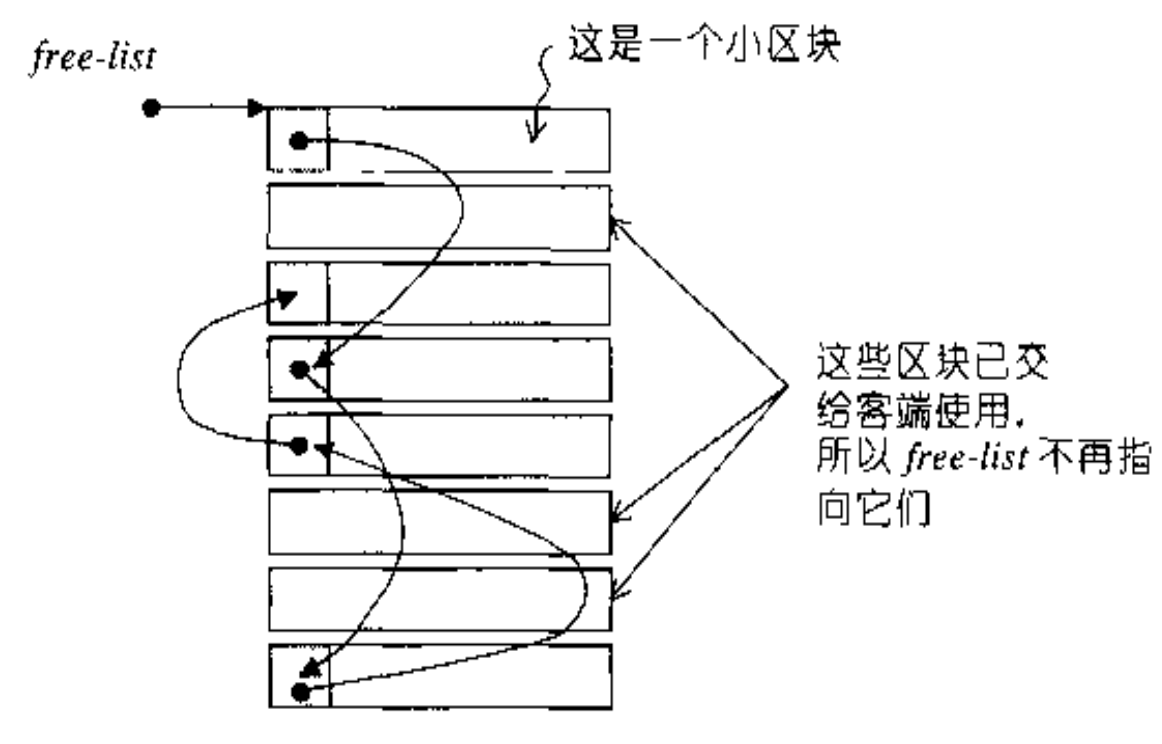 free-list
这是一个小区块
这些区块已交
给客端使用，
所以 free-list 不再指
向它们